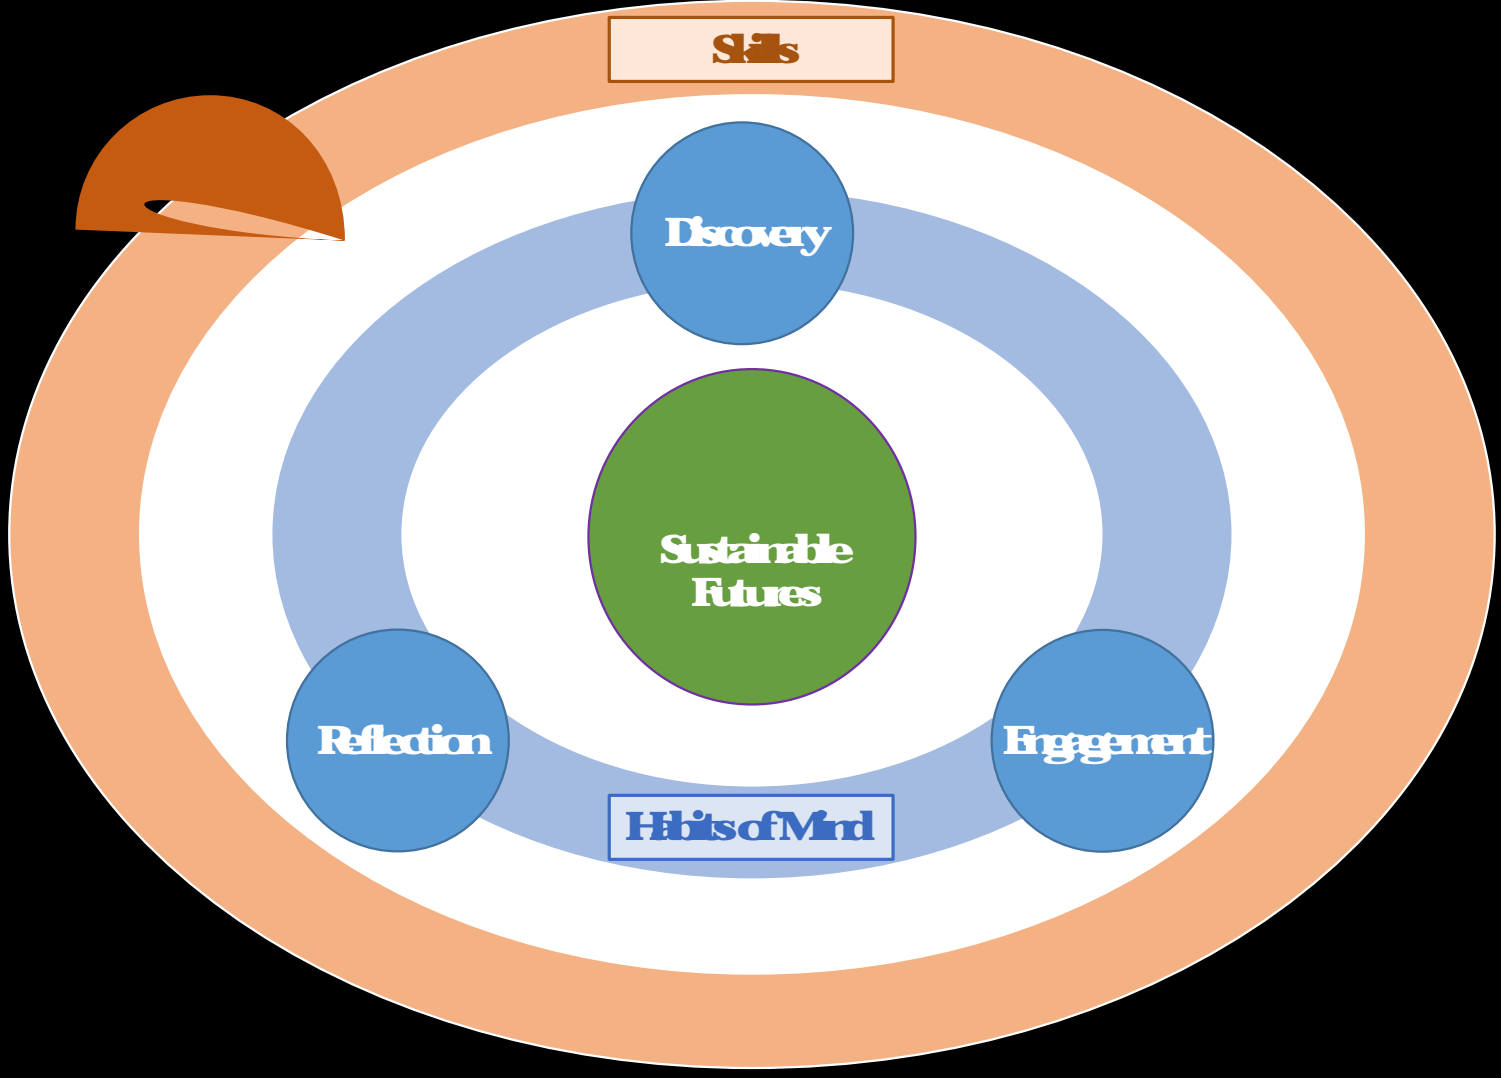 Skills
Discovery
Sustainable
Futures
Reflection
Engagement
Habits of Mind